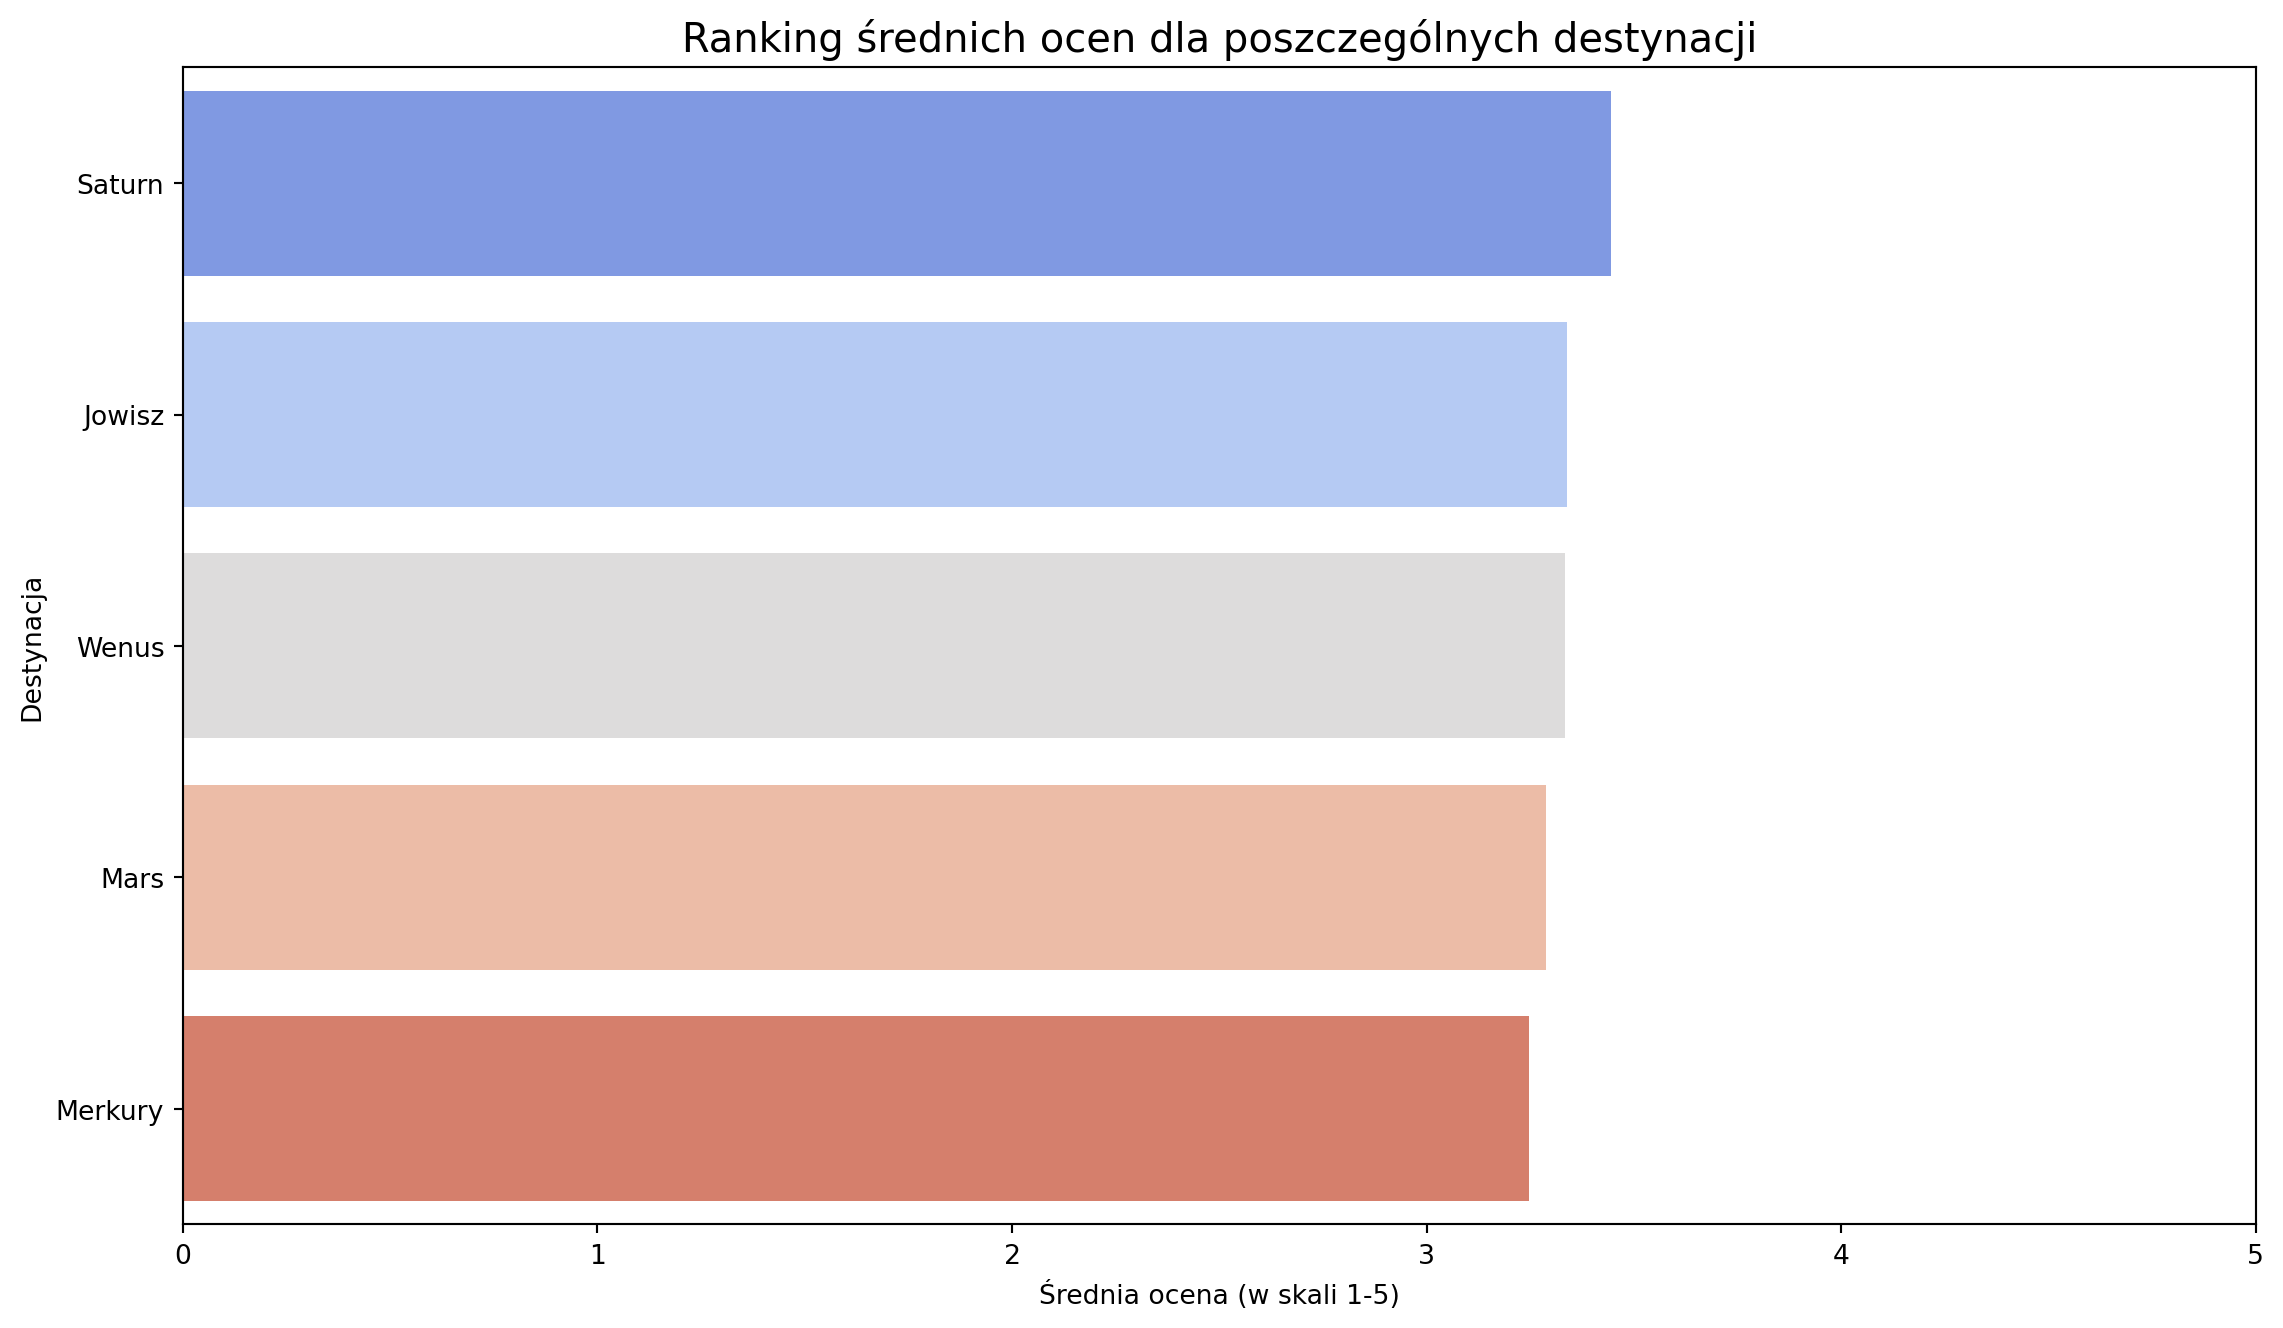 Ranking średnich ocen dla poszczególnych destynacji
Destynacja
Saturn
Jowisz
Wenus
Mars
Merkury
0 1 2 3 4 5
Średnia ocena (w skali 1-5)